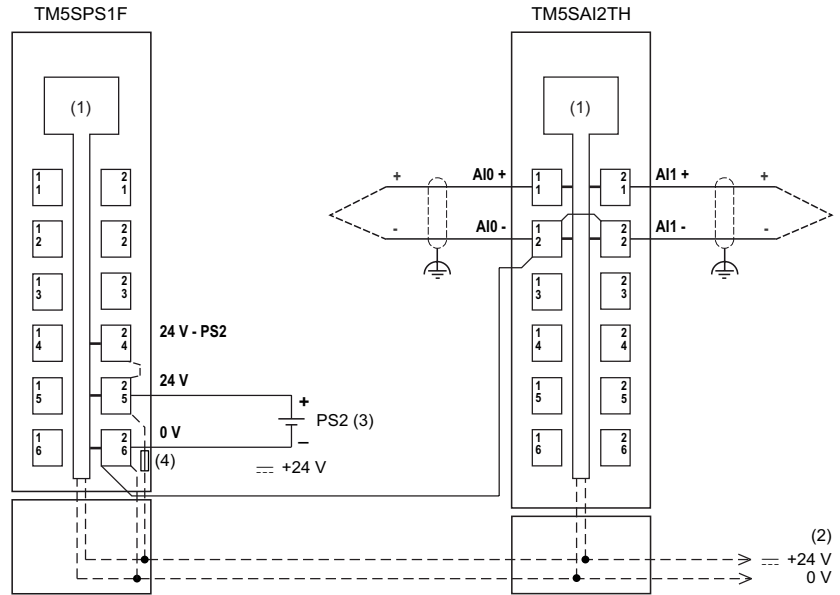 TM5SPS1F
TM5SAI2TH
(1)
(1)
+ AI0 + 1 1 2 1 AI1 + +
- AI0 - 1 2 2 2 AI1 - -
1 1 2 1
1 2 2 2
1 3 2 3
1 3 2 3
1 4 2 4 24 V - PS2
1 4 2 4
1 5 2 5 24 V
1 5 2 5
+
PS2 (3)
–
1 6 2 6 0 V
1 6 2 6
(4)
+24 V
(2)
+24 V
0 V